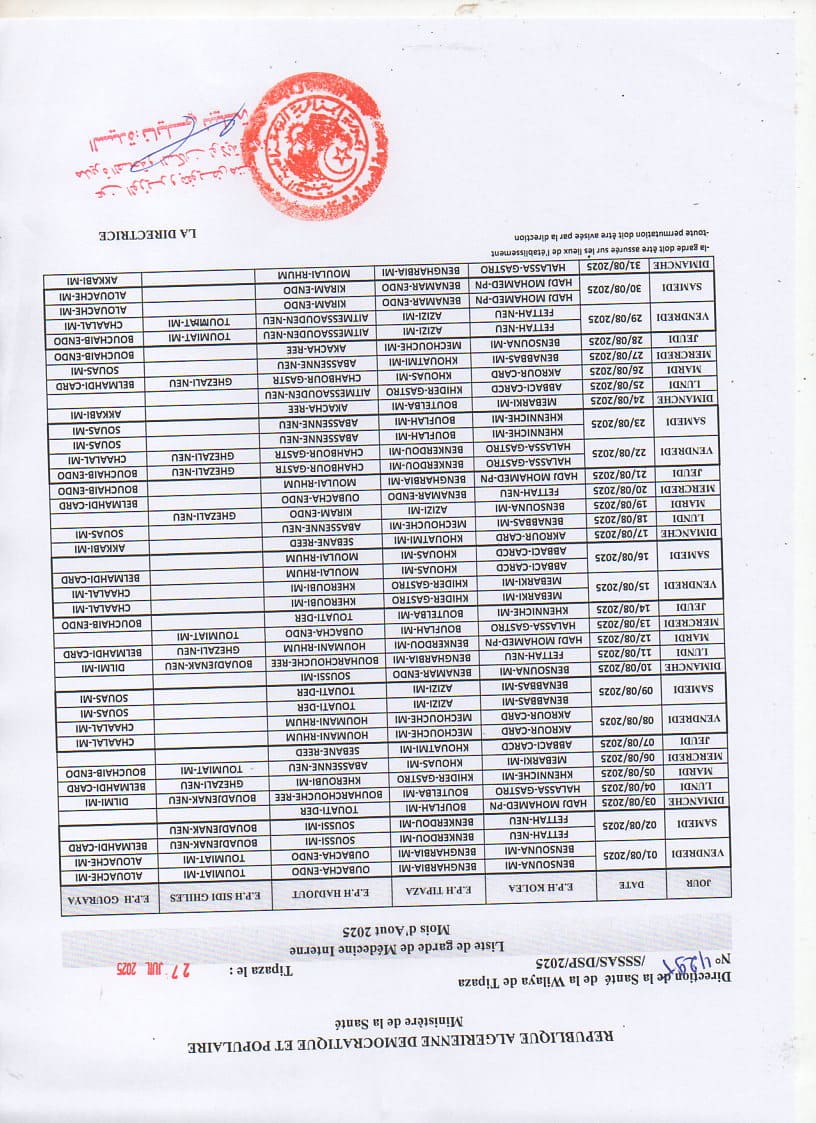 REPUBLIQUE ALGERIENNE DEMOCRATIQUE ET POPULAIRE
Ministère de la Santé
Direction de la Santé de la Wilaya de Tipaza
N° 4295 /SSSAS/DSP/2025
Tipaza le : 27 JUIL 2025
Liste de garde de Médecine Interne
Mois d'Aout 2025
JOUR DATE E.P.H KOLEA E.P.H TIPAZA E.P.H HADJOUT E.P.H SIDI GHILES E.P.H GOURAYA
VENDREDI 01/08/2025 BENSOUNA-MI BENGHARBIA-MI OUBACHA-ENDO TOUMIAT-MI ALOUACHE-MI
BENSOUNA-MI BENGHARBIA-MI OUBACHA-ENDO TOUMIAT-MI ALOUACHE-MI
SAMEDI 02/08/2025 FETTAH-NEU BENKERDOU-MI SOUSSI-MI BOUADJENAK-NEU BELMAHDI-CARD
FETTAH-NEU BENKERDOU-MI SOUSSI-MI BOUADJENAK-NEU
DIMANCHE 03/08/2025 HADJ MOHAMED-PN BOUFLAH-MI TOUATI-DER
LUNDI 04/08/2025 HALASSA-GASTRO BOUTELBA-MI BOUHARCHOUCHE-REE BOUADJENAK-NEU DILMI-MI
MARDI 05/08/2025 KHENNICHE-MI KHIDER-GASTRO KHEROUBI-MI GHEZALI-NEU BELMAHDI-CARD
MERCREDI 06/08/2025 MEBARKI-MI KHOUAS-MI ABASSENNE-NEU TOUMIAT-MI BOUCHAIB-ENDO
JEUDI 07/08/2025 ABBACI-CARCD KHOUATMI-MI SEBANE-REED
VENDREDI 08/08/2025 AKROUR-CARD MECHOUCHE-MI HOUMANI-RHUM CHAALAL-MI
AKROUR-CARD MECHOUCHE-MI HOUMANI-RHUM CHAALAL-MI
SAMEDI 09/08/2025 BENABBAS-MI AZIZI-MI TOUATI-DER SOUAS-MI
BENABBAS-MI AZIZI-MI TOUATI-DER SOUAS-MI
DIMANCHE 10/08/2025 BENSOUNA-MI BENAMAR-ENDO SOUSSI-MI
LUNDI 11/08/2025 FETTAH-NEU BENGHARBIA-MI BOUHARCHOUCHE-REE BOUADJENAK-NEU DILMI-MI
MARDI 12/08/2025 HADJ MOHAMED-PN BENKERDOU-MI HOUMANI-RHUM GHEZALI-NEU BELMAHDI-CARD
MERCREDI 13/08/2025 HALASSA-GASTRO BOUFLAH-MI OUBACHA-ENDO TOUMIAT-MI
JEUDI 14/08/2025 KHENNICHE-MI BOUTELBA-MI TOUATI-DER BOUCHAIB-ENDO
VENDREDI 15/08/2025 MEBARKI-MI KHIDER-GASTRO KHEROUBI-MI CHAALAL-MI
MEBARKI-MI KHIDER-GASTRO KHEROUBI-MI CHAALAL-MI
SAMEDI 16/08/2025 ABBACI-CARCD KHOUAS-MI MOULAI-RHUM BELMAHDI-CARD
ABBACI-CARCD KHOUAS-MI MOULAI-RHUM
DIMANCHE 17/08/2025 AKROUR-CARD KHOUATMI-MI SEBANE-REED AKKABI-MI
LUNDI 18/08/2025 BENABBAS-MI MECHOUCHE-MI ABASSENNE-NEU SOUAS-MI
MARDI 19/08/2025 BENSOUNA-MI AZIZI-MI KIRAM-ENDO GHEZALI-NEU
MERCREDI 20/08/2025 FETTAH-NEU BENAMAR-ENDO OUBACHA-ENDO BELMAHDI-CARD
JEUDI 21/08/2025 HADJ MOHAMED-PN BENGHARBIA-MI MOULAI-RHUM BOUCHAIB-ENDO
VENDREDI 22/08/2025 HALASSA-GASTRO BENKERDOU-MI CHAHBOUR-GASTR GHEZALI-NEU BOUCHAIB-ENDO
HALASSA-GASTRO BENKERDOU-MI CHAHBOUR-GASTR GHEZALI-NEU CHAALAL-MI
SAMEDI 23/08/2025 KHENNICHE-MI BOUFLAH-MI ABASSENNE-NEU SOUAS-MI
KHENNICHE-MI BOUFLAH-MI ABASSENNE-NEU SOUAS-MI
DIMANCHE 24/08/2025 MEBARKI-MI BOUTELBA-MI AKACHA-REE AKKABI-MI
LUNDI 25/08/2025 ABBACI-CARCD KHIDER-GASTRO AITMESSAOUDEN-NEU
MARDI 26/08/2025 AKROUR-CARD KHOUAS-MI CHAHBOUR-GASTR GHEZALI-NEU BELMAHDI-CARD
MERCREDI 27/08/2025 BENABBAS-MI KHOUATMI-MI ABASSENNE-NEU SOUAS-MI
JEUDI 28/08/2025 BENSOUNA-MI MECHOUCHE-MI AKACHA-REE BOUCHAIB-ENDO
VENDREDI 29/08/2025 FETTAH-NEU AZIZI-MI AITMESSAOUDEN-NEU TOUMIAT-MI BOUCHAIB-ENDO
FETTAH-NEU AZIZI-MI AITMESSAOUDEN-NEU TOUMIAT-MI CHAALAL-MI
SAMEDI 30/08/2025 HADJ MOHAMED-PN BENAMAR-ENDO KIRAM-ENDO ALOUACHE-MI
HADJ MOHAMED-PN BENAMAR-ENDO KIRAM-ENDO ALOUACHE-MI
DIMANCHE 31/08/2025 HALASSA-GASTRO BENGHARBIA-MI MOULAI-RHUM AKKABI-MI
-la garde doit être assurée sur les lieux de l'établissement
-toute permutation doit être avisée par la direction
LA DIRECTRICE
عن الوزير و بتفويض منه
مديرة الصحة و السكان لولاية
السيدة: نايلي